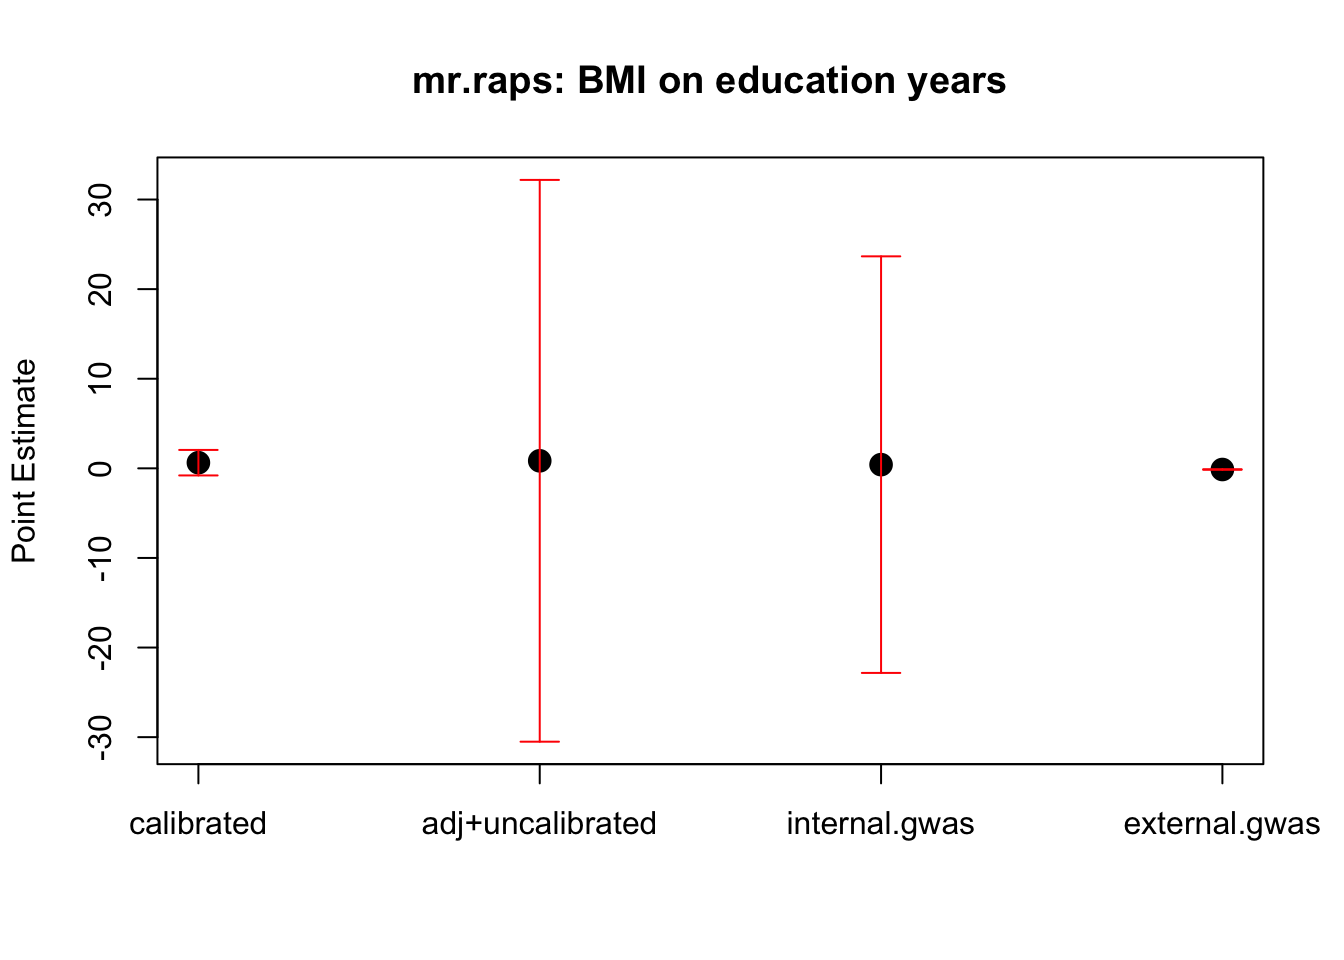 mr.raps: BMI on education years
Point Estimate
30
20
10
0
-10
-20
-30
calibrated
adj+uncalibrated
internal.gwas
external.gwas